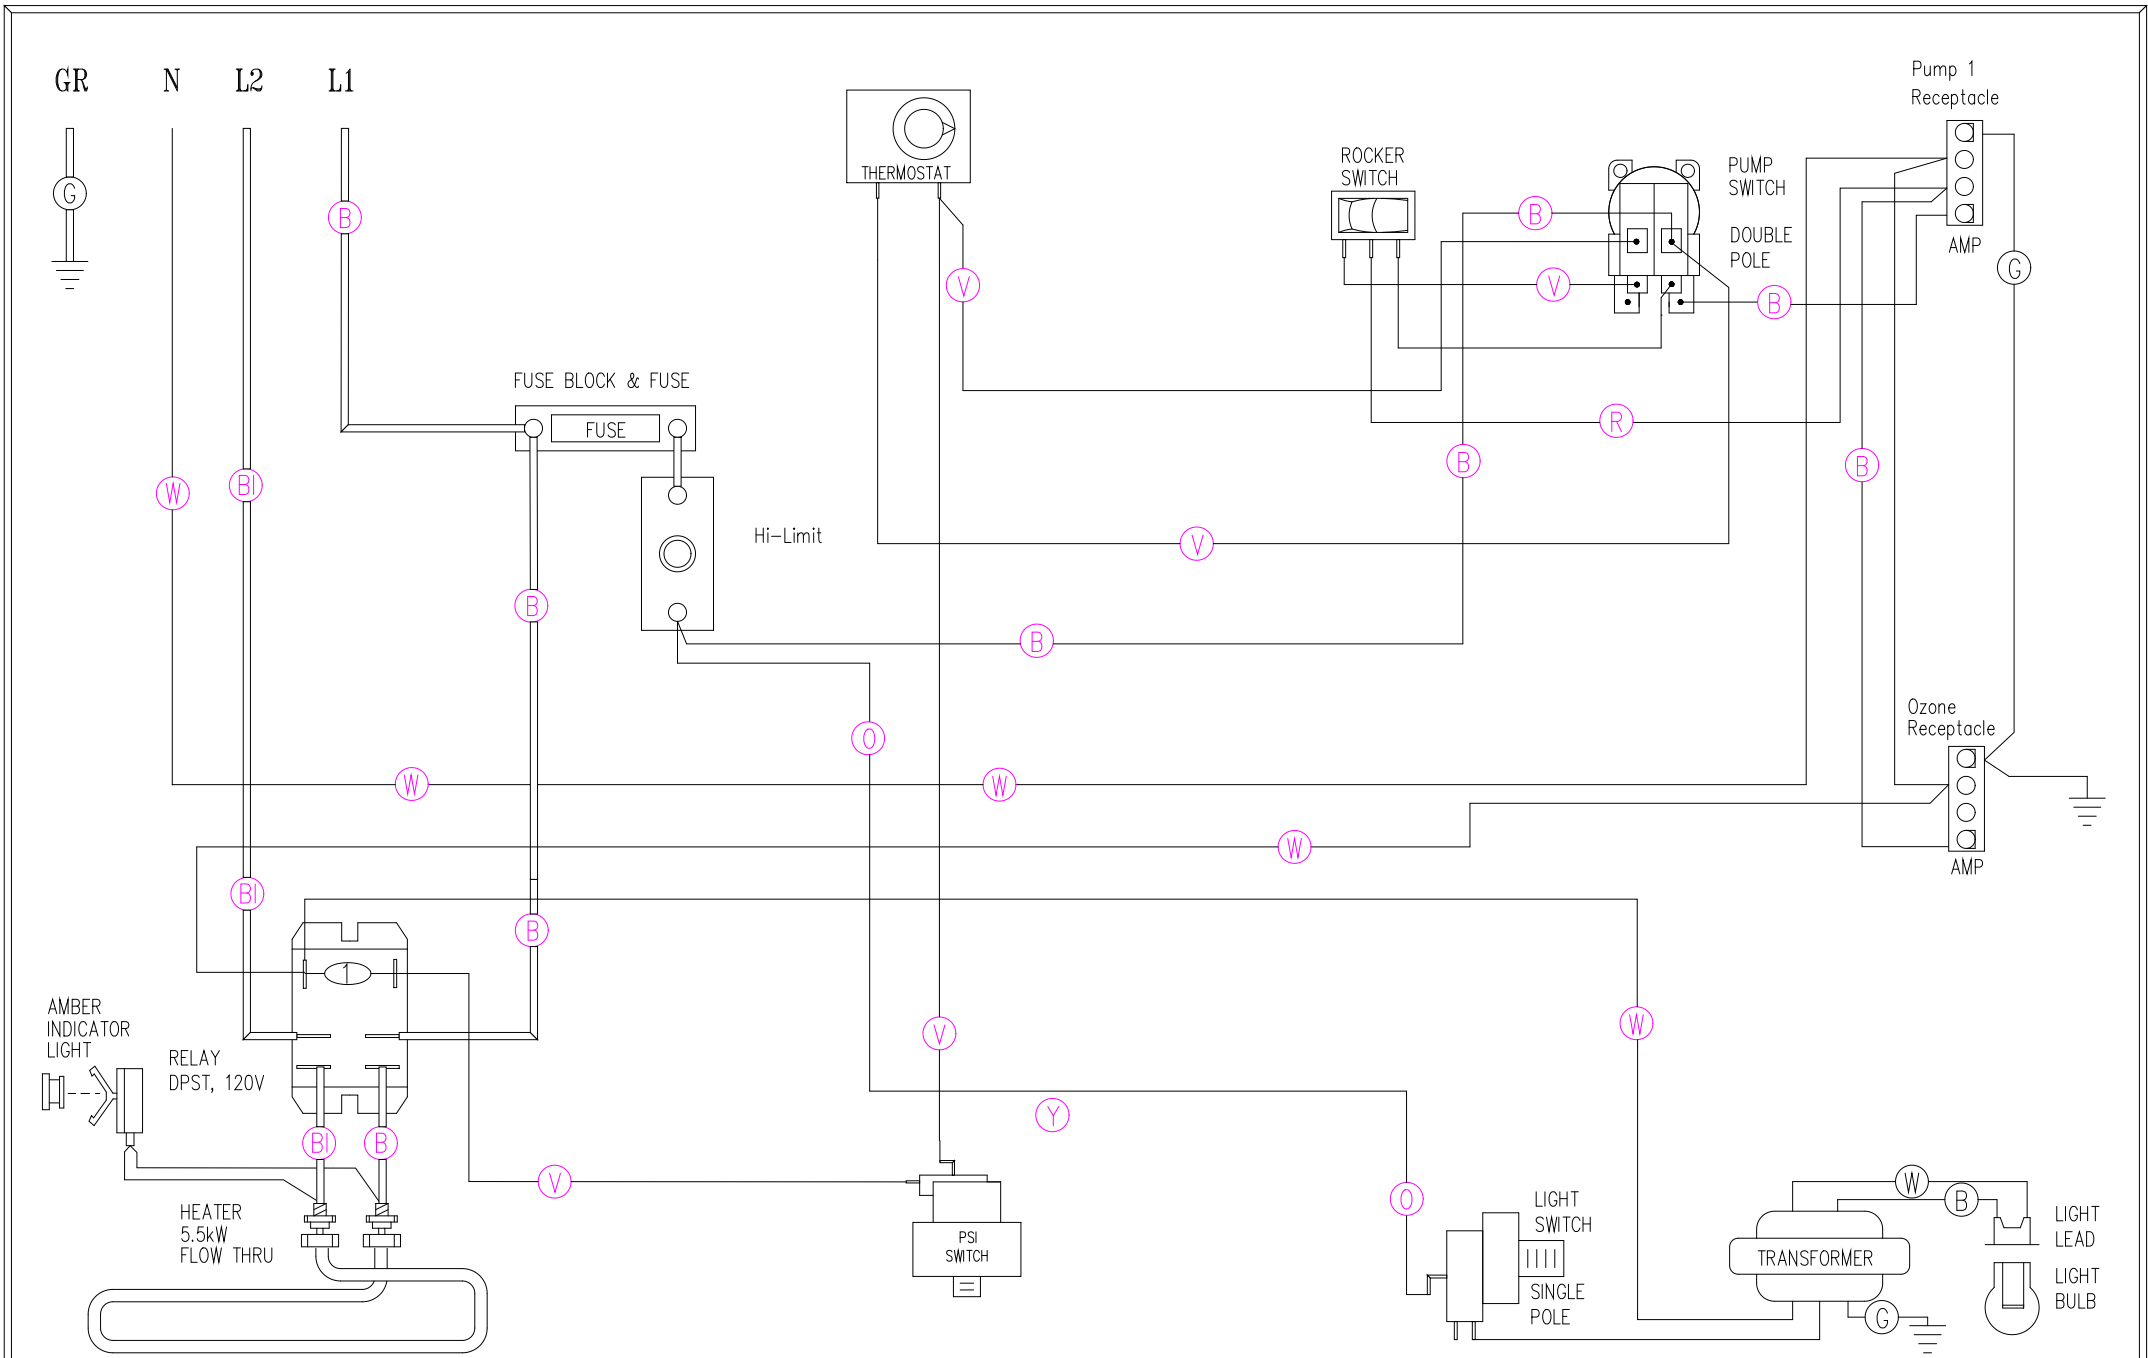 GR N L2 L1
G
B
THERMOSTAT
ROCKER
SWITCH
PUMP
SWITCH
DOUBLE
POLE
Pump 1
Receptacle
AMP
G
B
V
V
B
FUSE BLOCK & FUSE
FUSE
R
B
B
Bl
W
Hi-Limit
V
B
B
O
Ozone
Receptacle
AMP
W
W
W
Bl
B
1
AMBER
INDICATOR
LIGHT
RELAY
DPST, 120V
V
W
Y
Bl
B
V
HEATER
5.5kW
FLOW THRU
PSI
SWITCH
O
LIGHT
SWITCH
SINGLE
POLE
W
B
TRANSFORMER
G
LIGHT
LEAD
LIGHT
BULB